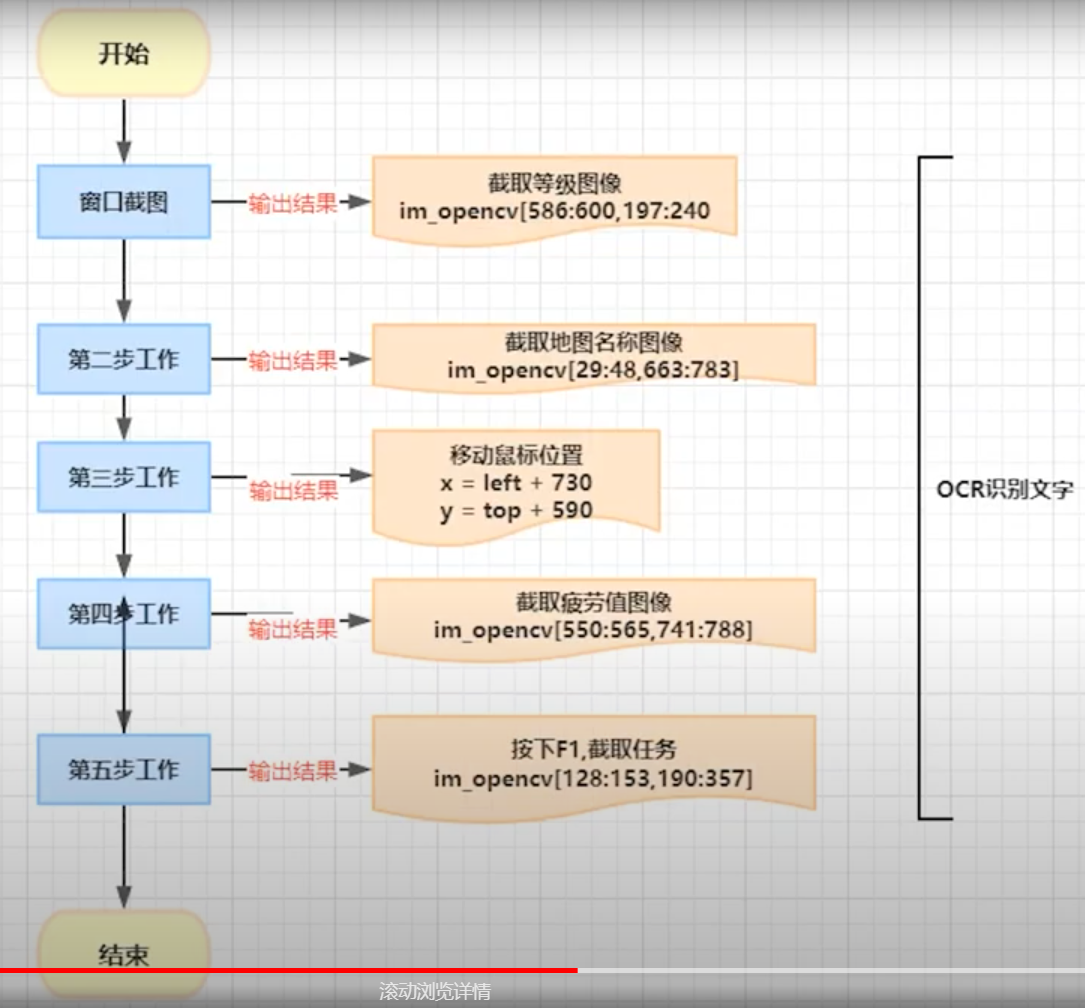 开始
窗口截图
输出结果
截取等级图像
im_opencv[586:600,197:240
第二步工作
输出结果
截取地图名称图像
im_opencv[29:48,663:783]
第三步工作
输出结果
移动鼠标位置
x = left + 730
y = top + 590
OCR识别文字
第四步工作
输出结果
截取疲劳值图像
im_opencv[550:565,741:788]
第五步工作
输出结果
按下F1,截取任务
im_opencv[128:153,190:357]
结束
滚动浏览详情